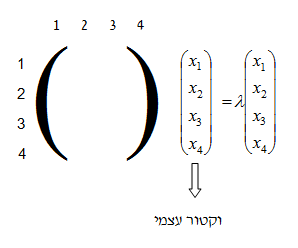 1 2 3 4
1
2
3
4
( ) (x₁ x₂ x₃ x₄) = λ (x₁ x₂ x₃ x₄)
וקטור עצמי